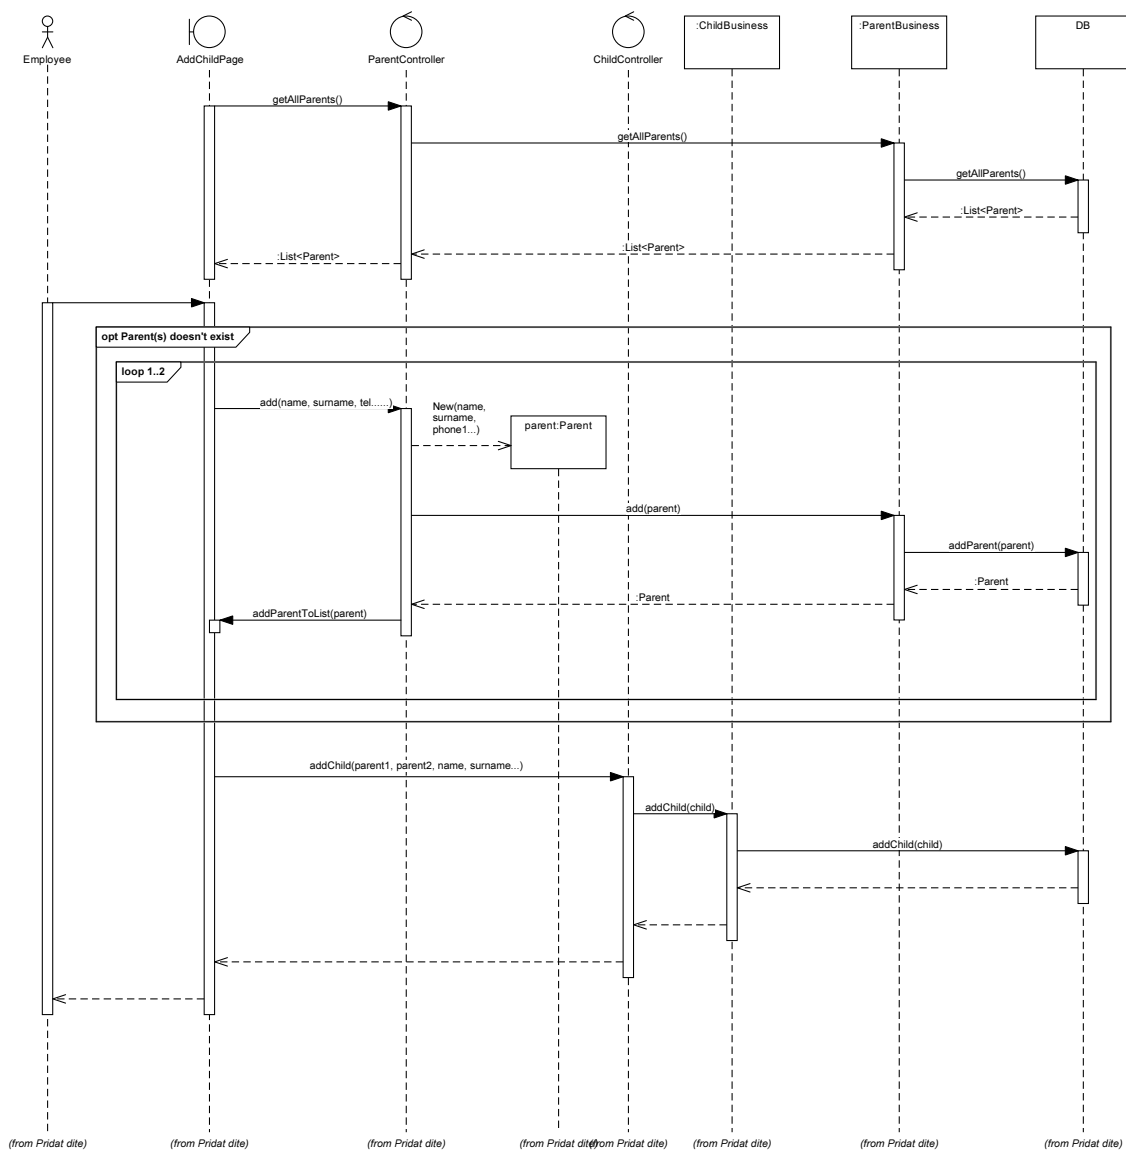 :ChildBusiness
:ParentBusiness
DB
Employee
AddChildPage
ParentController
ChildController
getAllParents()
getAllParents()
getAllParents()
:List<Parent>
:List<Parent>
:List<Parent>
opt Parent(s) doesn't exist
loop 1..2
add(name, surname, tel......)
New(name,
surname,
phone1...)
parent:Parent
add(parent)
addParent(parent)
:Parent
:Parent
addParentToList(parent)
addChild(parent1, parent2, name, surname...)
addChild(child)
addChild(child)
(from Pridat dite)
(from Pridat dite)
(from Pridat dite)
(from Pridat dite)
(from Pridat dite)
(from Pridat dite)
(from Pridat dite)
(from Pridat dite)